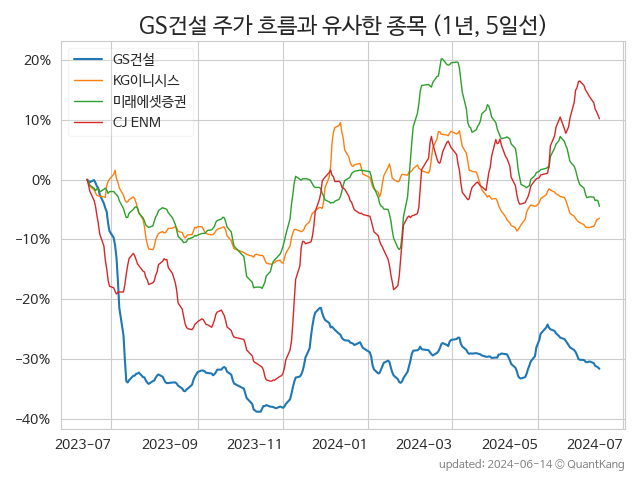 GS건설 주가 흐름과 유사한 종목 (1년, 5일선)
GS건설
KG이니시스
미래에셋증권
CJ ENM
20%
10%
0%
−10%
−20%
−30%
−40%
2023-07 2023-09 2023-11 2024-01 2024-03 2024-05 2024-07
updated: 2024-06-14 © QuantKang